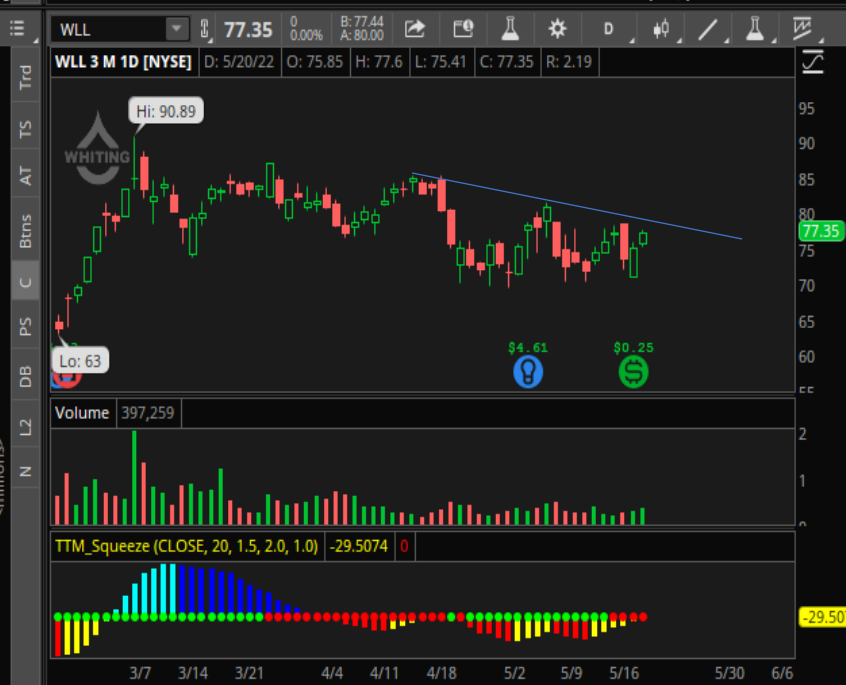 WLL
77.35
0
0.00%
B: 77.44
A: 80.00
D
WLL 3 M 1D [NYSE]
D: 5/20/22
O: 75.85
H: 77.6
L: 75.41
C: 77.35
R: 2.19
Trd
TS
AT
Btns
C
PS
DB
L2
N
Hi: 90.89
WHITING
95
90
85
80
77.35
75
70
65
60
55
Lo: 63
$4.61
$0.25
Volume
397,259
2
1
0
TTM_Squeeze (CLOSE, 20, 1.5, 2.0, 1.0)
-29.5074
0
-29.507
3/7
3/14
3/21
4/4
4/11
4/18
5/2
5/9
5/16
5/30
6/6